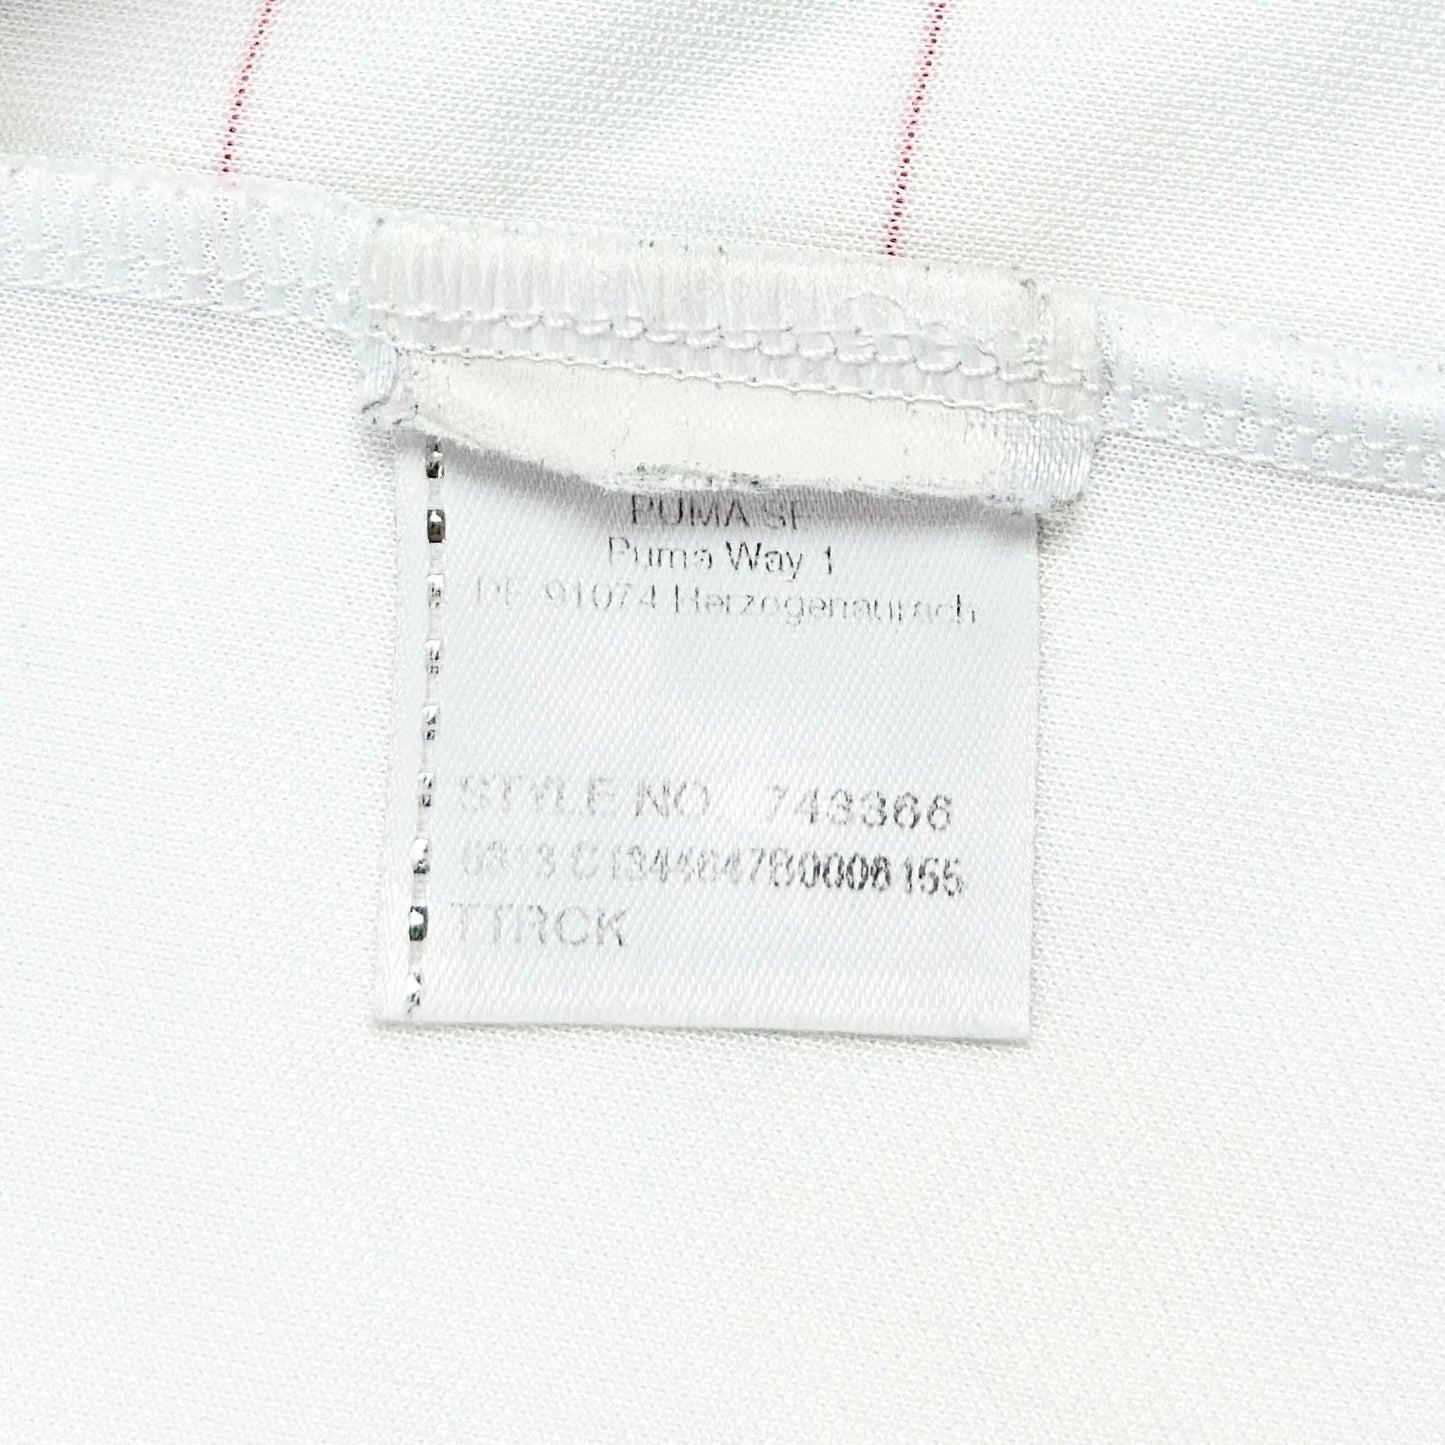 PUMA SE
Puma Way 1
DE 91074 Herzogenaurach
STYLE NO. 743366
TTRCK